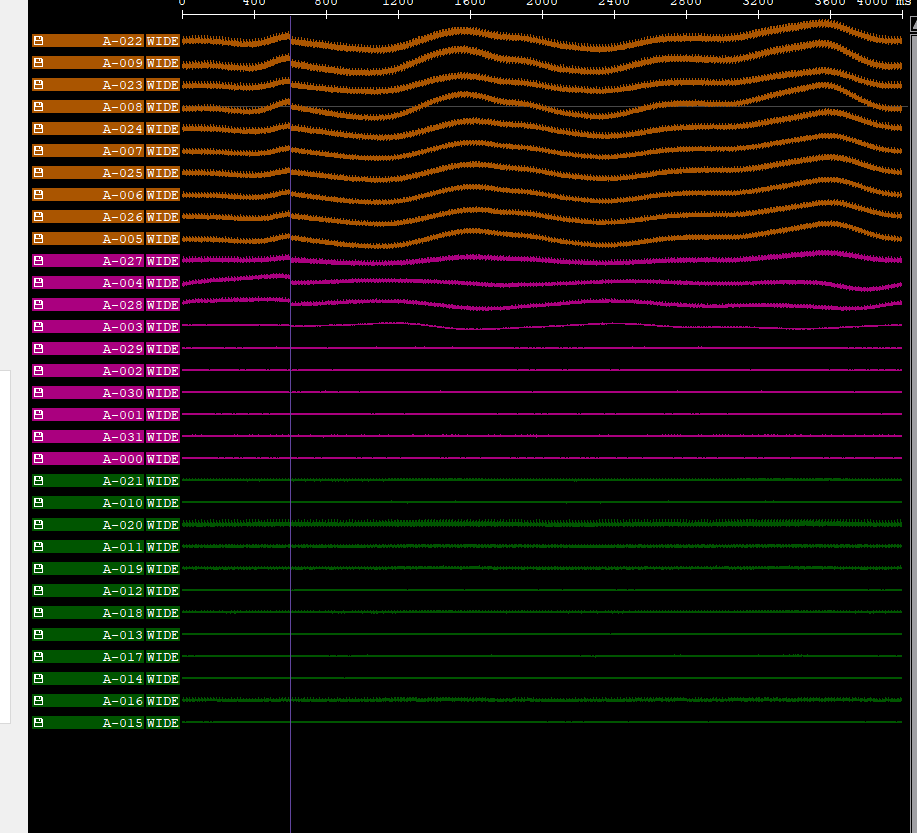 0 400 800 1200 1600 2000 2400 2800 3200 3600 4000 ms
A-022 WIDE
A-009 WIDE
A-023 WIDE
A-008 WIDE
A-024 WIDE
A-007 WIDE
A-025 WIDE
A-006 WIDE
A-026 WIDE
A-005 WIDE
A-027 WIDE
A-004 WIDE
A-028 WIDE
A-003 WIDE
A-029 WIDE
A-002 WIDE
A-030 WIDE
A-001 WIDE
A-031 WIDE
A-000 WIDE
A-021 WIDE
A-010 WIDE
A-020 WIDE
A-011 WIDE
A-019 WIDE
A-012 WIDE
A-018 WIDE
A-013 WIDE
A-017 WIDE
A-014 WIDE
A-016 WIDE
A-015 WIDE